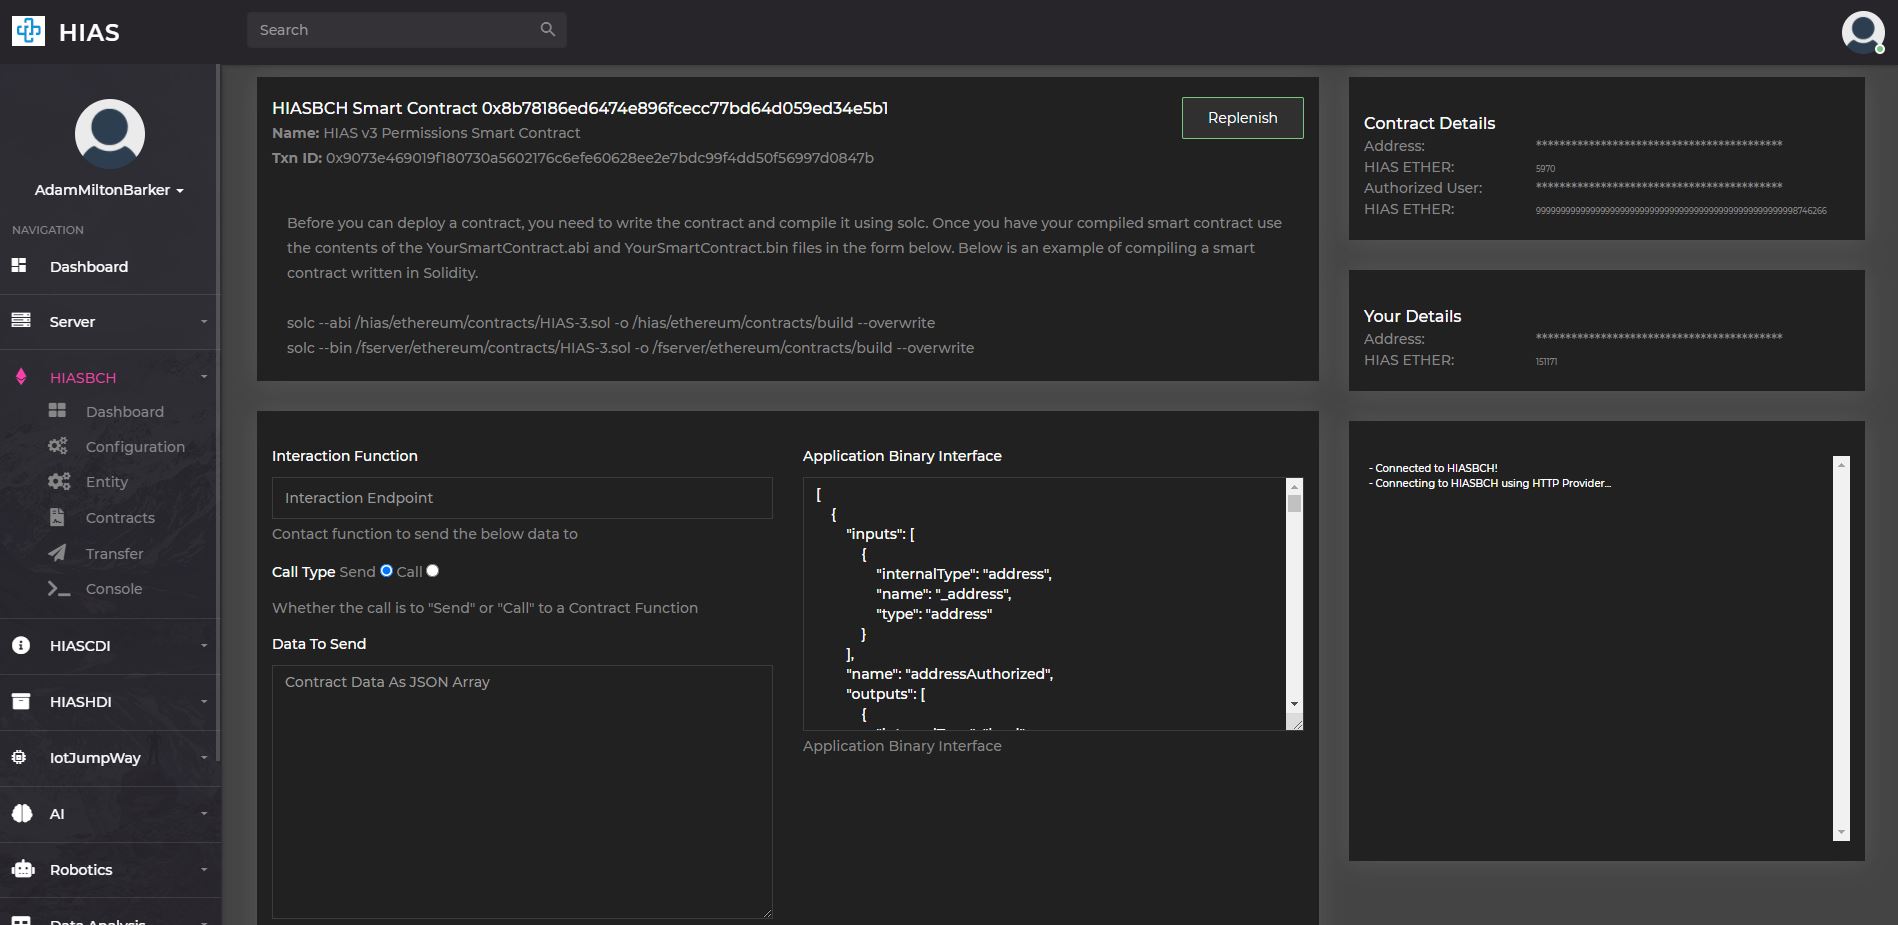 HIAS
Search
AdamMiltonBarker
NAVIGATION
Dashboard
Server
HIASBCH
Dashboard
Configuration
Entity
Contracts
Transfer
Console
HIASCDI
HIASHDI
IotJumpWay
AI
Robotics
Data Analysis
HIASBCH Smart Contract 0x8b78186ed6474e896fcecc77bd64d059ed34e5b1
Name: HIAS v3 Permissions Smart Contract
Txn ID: 0x9073e469019f180730a5602176c6efe60628ee2e7bdc99f4dd50f56997d0847b
Replenish
Before you can deploy a contract, you need to write the contract and compile it using solc. Once you have your compiled smart contract use
the contents of the YourSmartContract.abi and YourSmartContract.bin files in the form below. Below is an example of compiling a smart
contract written in Solidity.
solc --abi /hias/ethereum/contracts/HIAS-3.sol -o /hias/ethereum/contracts/build --overwrite
solc --bin /fserver/ethereum/contracts/HIAS-3.sol -o /fserver/ethereum/contracts/build --overwrite
Interaction Function
Interaction Endpoint
Contact function to send the below data to
Call Type Send Call
Whether the call is to "Send" or "Call" to a Contract Function
Data To Send
Contract Data As JSON Array
Application Binary Interface
[
{
"inputs": [
{
"internalType": "address",
"name": "_address",
"type": "address"
}
],
"name": "addressAuthorized",
"outputs": [
{
Application Binary Interface
Contract Details
Address: ******************************************
HIAS ETHER: 5970
Authorized User: ******************************************
HIAS ETHER:
Your Details
Address: ******************************************
HIAS ETHER: 151171
- Connected to HIASBCH!
- Connecting to HIASBCH using HTTP Provider...